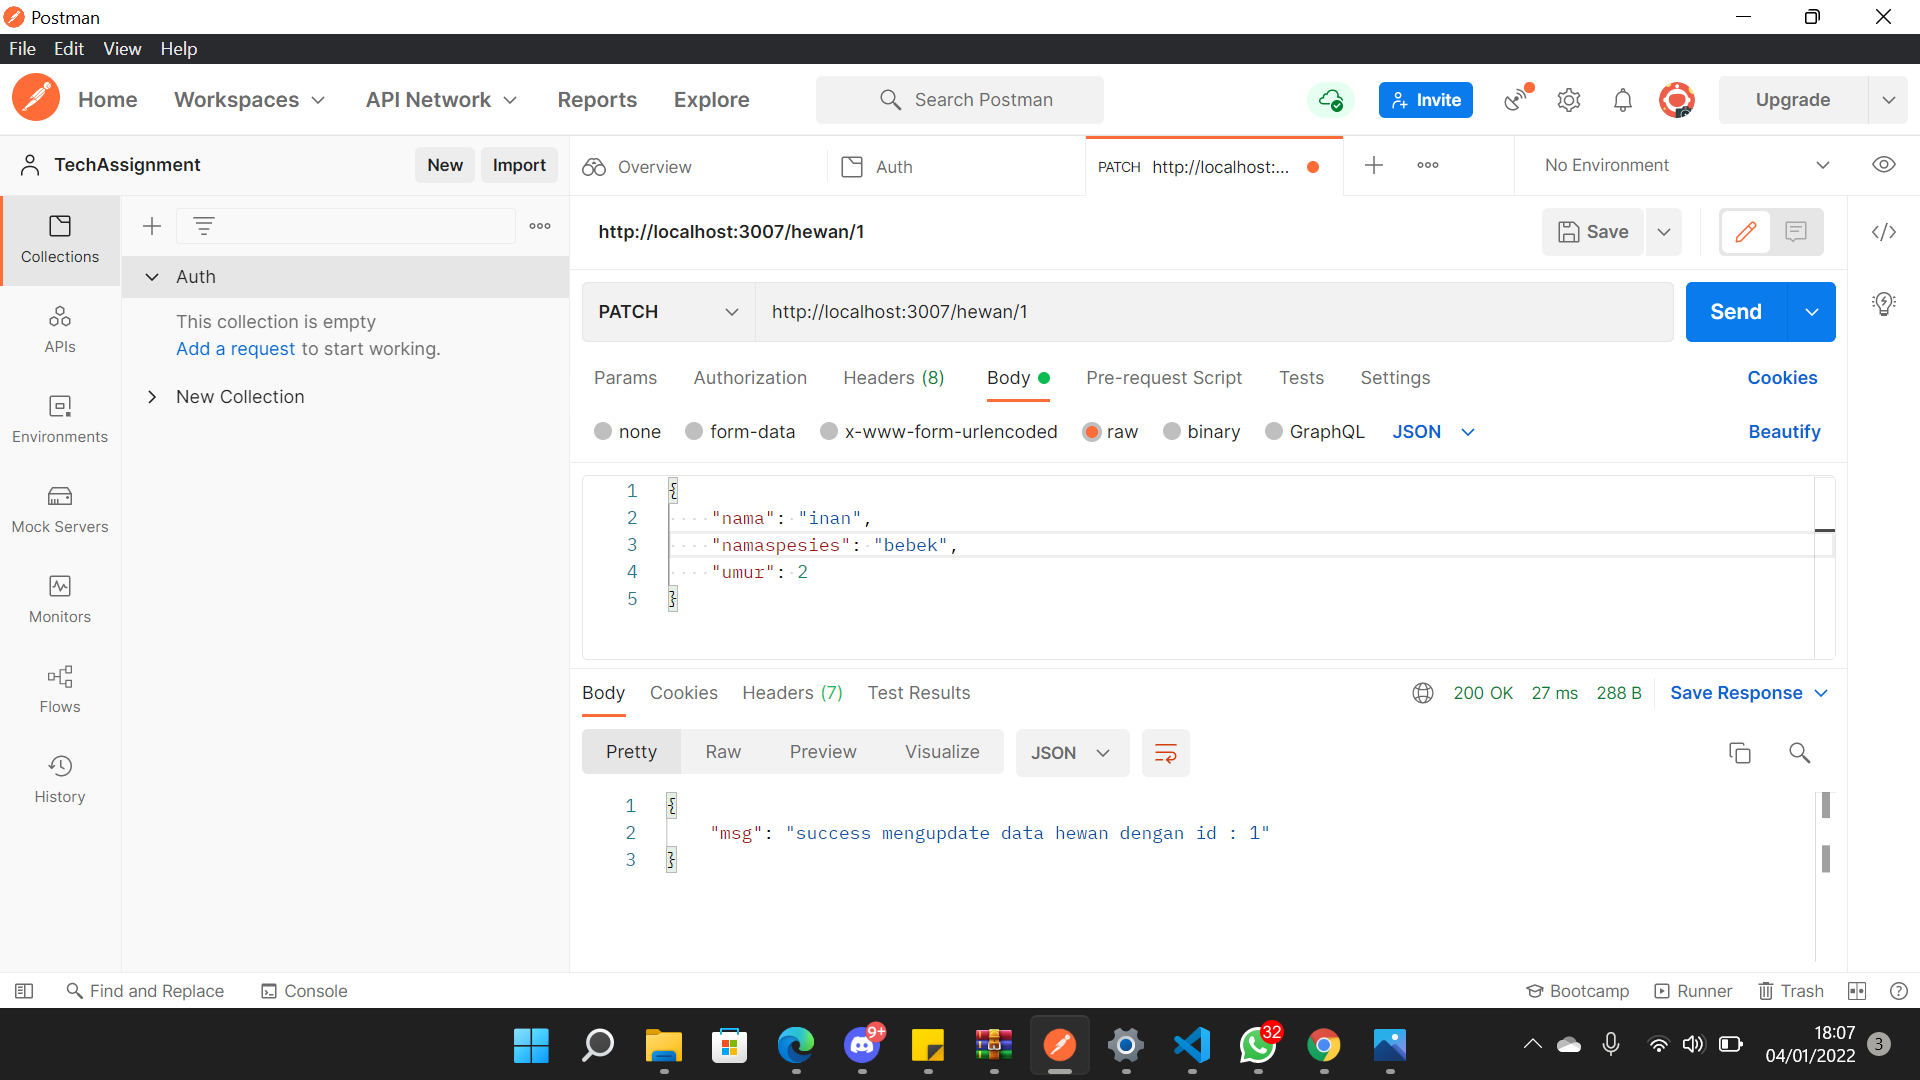 Postman
File Edit View Help
Home Workspaces API Network Reports Explore Search Postman Invite Upgrade
TechAssignment New Import Overview Auth PATCH http://localhost:... No Environment
http://localhost:3007/hewan/1 Save
Collections
APIs
Environments
Mock Servers
Monitors
Flows
History
Auth
This collection is empty
Add a request to start working.
New Collection
PATCH http://localhost:3007/hewan/1 Send
Params Authorization Headers (8) Body Pre-request Script Tests Settings Cookies
none form-data x-www-form-urlencoded raw binary GraphQL JSON Beautify
1 {
2 "nama": "inan",
3 "namaspesies": "bebek",
4 "umur": 2
5 }
Body Cookies Headers (7) Test Results 200 OK 27 ms 288 B Save Response
Pretty Raw Preview Visualize JSON
1 {
2 "msg": "success mengupdate data hewan dengan id : 1"
3 }
Find and Replace Console Bootcamp Runner Trash
9+ 32 18:07
04/01/2022 3